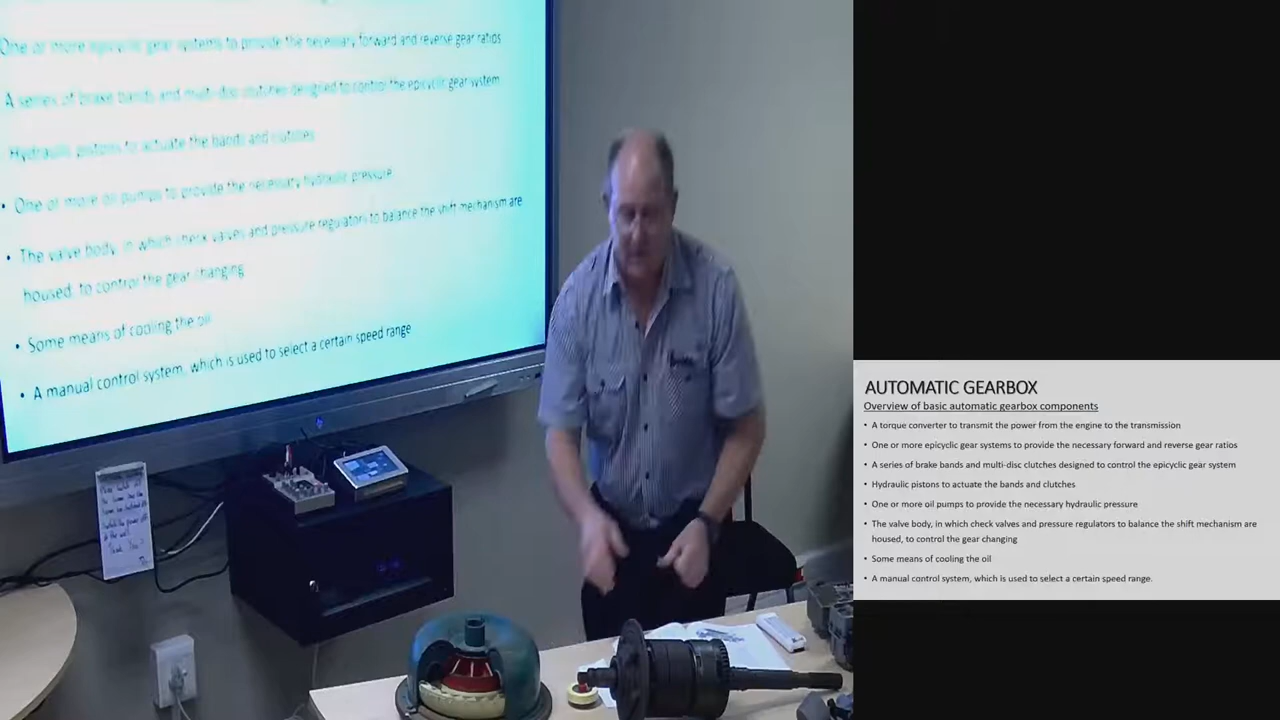 One or more epicyclic gear systems to provide the necessary forward and reverse gear ratios
A series of brake bands and multi-disc clutches designed to control the epicyclic gear system
Hydraulic pistons to actuate the bands and clutches
• One or more oil pumps to provide the necessary hydraulic pressure
• The valve body, in which check valves and pressure regulators to balance the shift mechanism are
housed, to control the gear changing
• Some means of cooling the oil
• A manual control system, which is used to select a certain speed range
AUTOMATIC GEARBOX
Overview of basic automatic gearbox components
• A torque converter to transmit the power from the engine to the transmission
• One or more epicyclic gear systems to provide the necessary forward and reverse gear ratios
• A series of brake bands and multi-disc clutches designed to control the epicyclic gear system
• Hydraulic pistons to actuate the bands and clutches
• One or more oil pumps to provide the necessary hydraulic pressure
• The valve body, in which check valves and pressure regulators to balance the shift mechanism are
housed, to control the gear changing
• Some means of cooling the oil
• A manual control system, which is used to select a certain speed range.